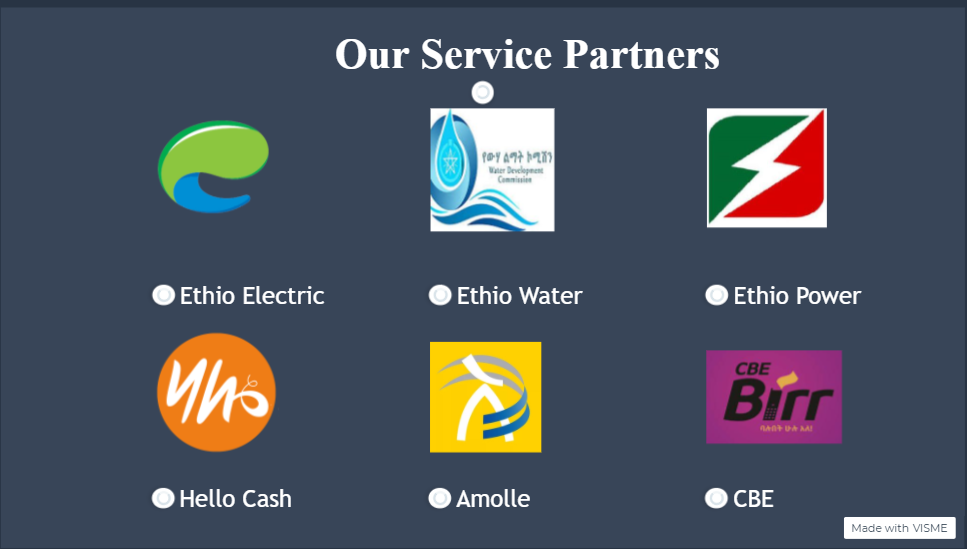 Our Service Partners
የውሃ ልማት ኮሚሽን
Water Development
Commission
Ethio Electric
Ethio Water
Ethio Power
ሄሎ
CBE
Birr
Hello Cash
Amolle
CBE
Made with VISME